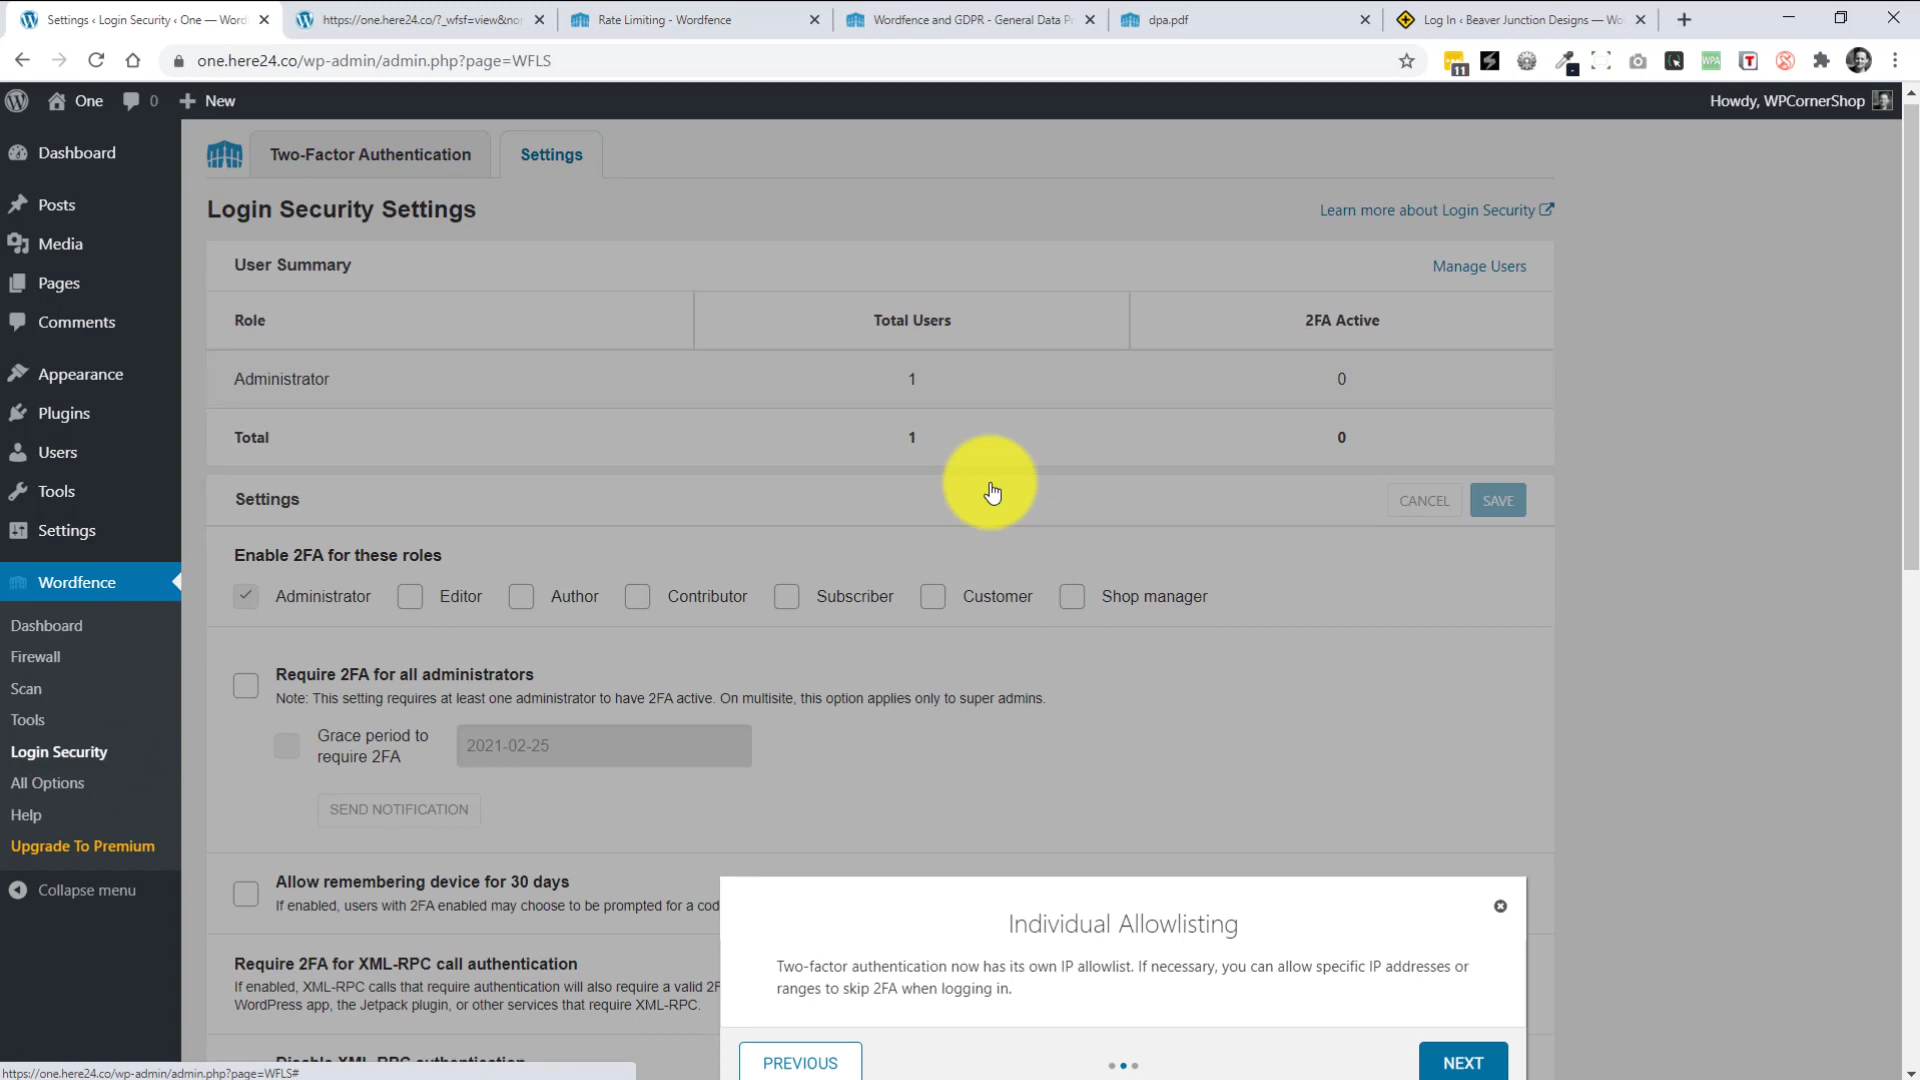 Settings ‹ Login Security ‹ One — Word
https://one.here24.co/?_wfsf=view&no
Rate Limiting - Wordfence
Wordfence and GDPR - General Data P
dpa.pdf
Log In ‹ Beaver Junction Designs — Wo
one.here24.co/wp-admin/admin.php?page=WFLS
11
WPA
T
One
0
New
Howdy, WPCornerShop
Dashboard
Posts
Media
Pages
Comments
Appearance
Plugins
Users
Tools
Settings
Wordfence
Dashboard
Firewall
Scan
Tools
Login Security
All Options
Help
Upgrade To Premium
Collapse menu
Two-Factor Authentication
Settings
Login Security Settings
Learn more about Login Security
User Summary
Manage Users
Role Total Users 2FA Active
Administrator 1 0
Total 1 0
Settings
CANCEL SAVE
Enable 2FA for these roles
Administrator Editor Author Contributor Subscriber Customer Shop manager
Require 2FA for all administrators
Note: This setting requires at least one administrator to have 2FA active. On multisite, this option applies only to super admins.
Grace period to
require 2FA
2021-02-25
SEND NOTIFICATION
Allow remembering device for 30 days
If enabled, users with 2FA enabled may choose to be prompted for a cod
Require 2FA for XML-RPC call authentication
If enabled, XML-RPC calls that require authentication will also require a valid 2F
WordPress app, the Jetpack plugin, or other services that require XML-RPC.
Disable XML-RPC authentication
Individual Allowlisting
Two-factor authentication now has its own IP allowlist. If necessary, you can allow specific IP addresses or
ranges to skip 2FA when logging in.
PREVIOUS
NEXT
https://one.here24.co/wp-admin/admin.php?page=WFLS#